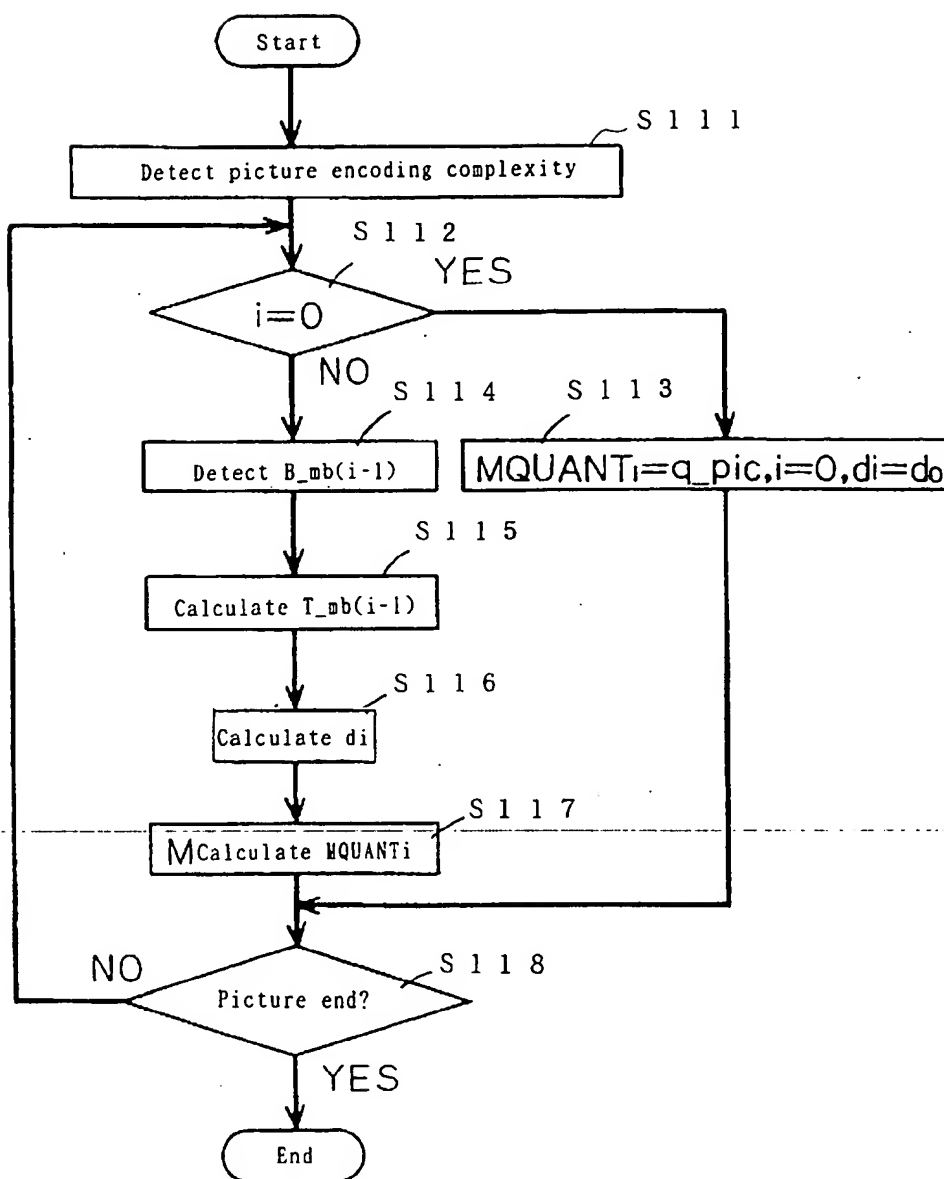 Start
S111
Detect picture encoding complexity
S112
YES
i=0
NO
S114
S113
Detect B_mb(i-1)
MQUANTi=q_pic,i=0,di=d0
S115
Calculate T_mb(i-1)
S116
Calculate di
S117
MCalculate MQUANTi
NO
S118
Picture end?
YES
End